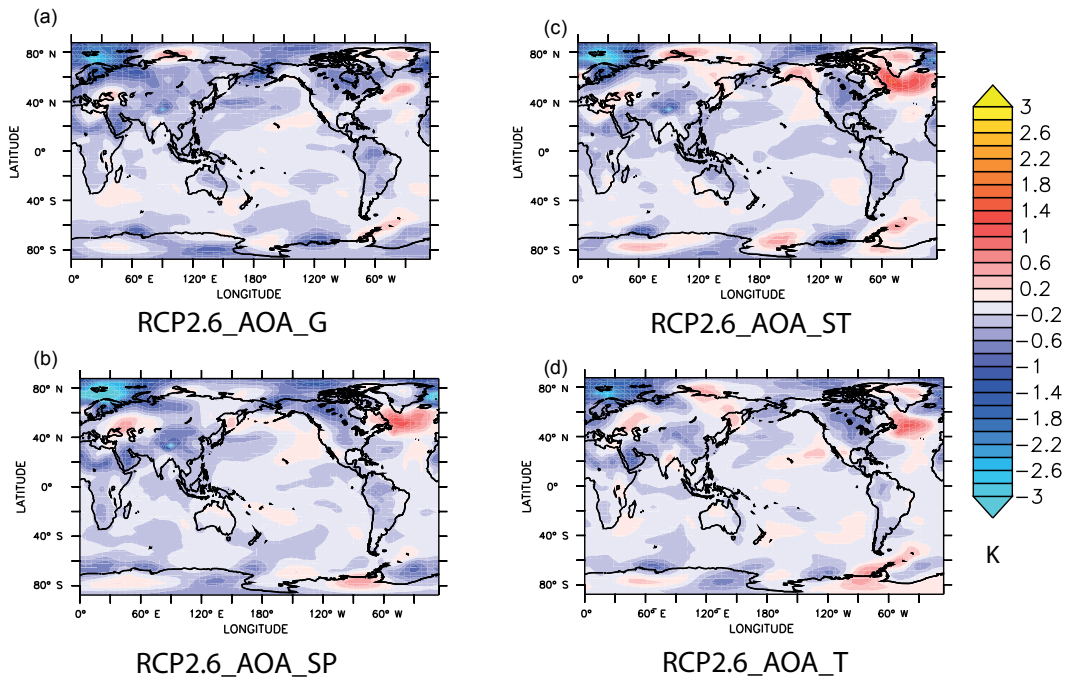 (a)
80° N
40° N
0°
40° S
80° S
LATITUDE
0°
60° E
120° E
180°
120° W
60° W
LONGITUDE
RCP2.6_AOA_G
(c)
80° N
40° N
0°
40° S
80° S
LATITUDE
0°
60° E
120° E
180°
120° W
60° W
LONGITUDE
RCP2.6_AOA_ST
(b)
80° N
40° N
0°
40° S
80° S
LATITUDE
0°
60° E
120° E
180°
120° W
60° W
LONGITUDE
RCP2.6_AOA_SP
(d)
80° N
40° N
0°
40° S
80° S
LATITUDE
0°
60° E
120° E
180°
120° W
60° W
LONGITUDE
RCP2.6_AOA_T
3
2.6
2.2
1.8
1.4
1
0.6
0.2
−0.2
−0.6
−1
−1.4
−1.8
−2.2
−2.6
−3
K